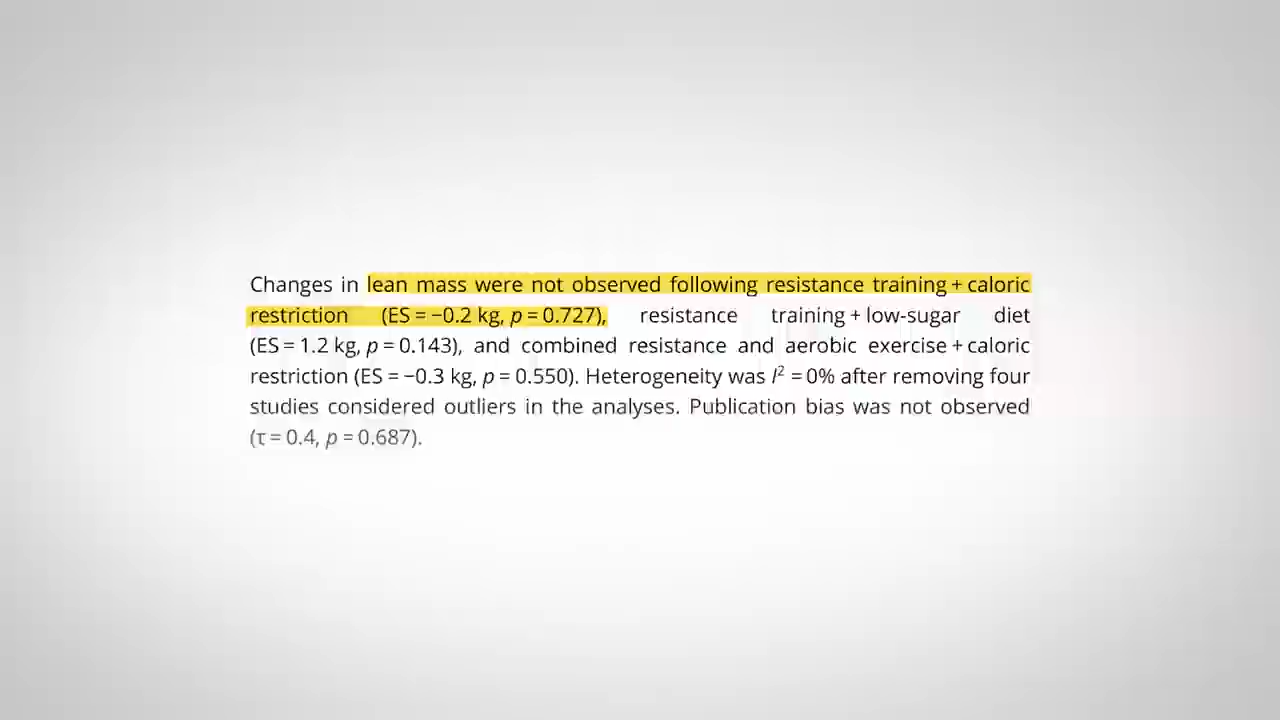 Changes in lean mass were not observed following resistance training + caloric
restriction (ES = −0.2 kg, p = 0.727), resistance training + low-sugar diet
(ES = 1.2 kg, p = 0.143), and combined resistance and aerobic exercise + caloric
restriction (ES = −0.3 kg, p = 0.550). Heterogeneity was I² = 0% after removing four
studies considered outliers in the analyses. Publication bias was not observed
(τ = 0.4, p = 0.687).